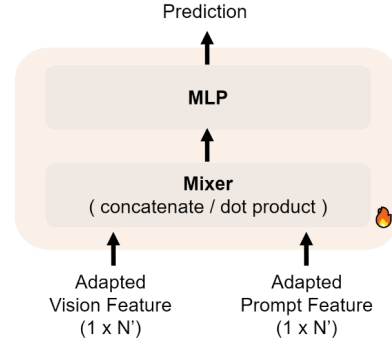 Prediction
MLP
Mixer
( concatenate / dot product )
Adapted
Vision Feature
(1 x N')
Adapted
Prompt Feature
(1 x N')